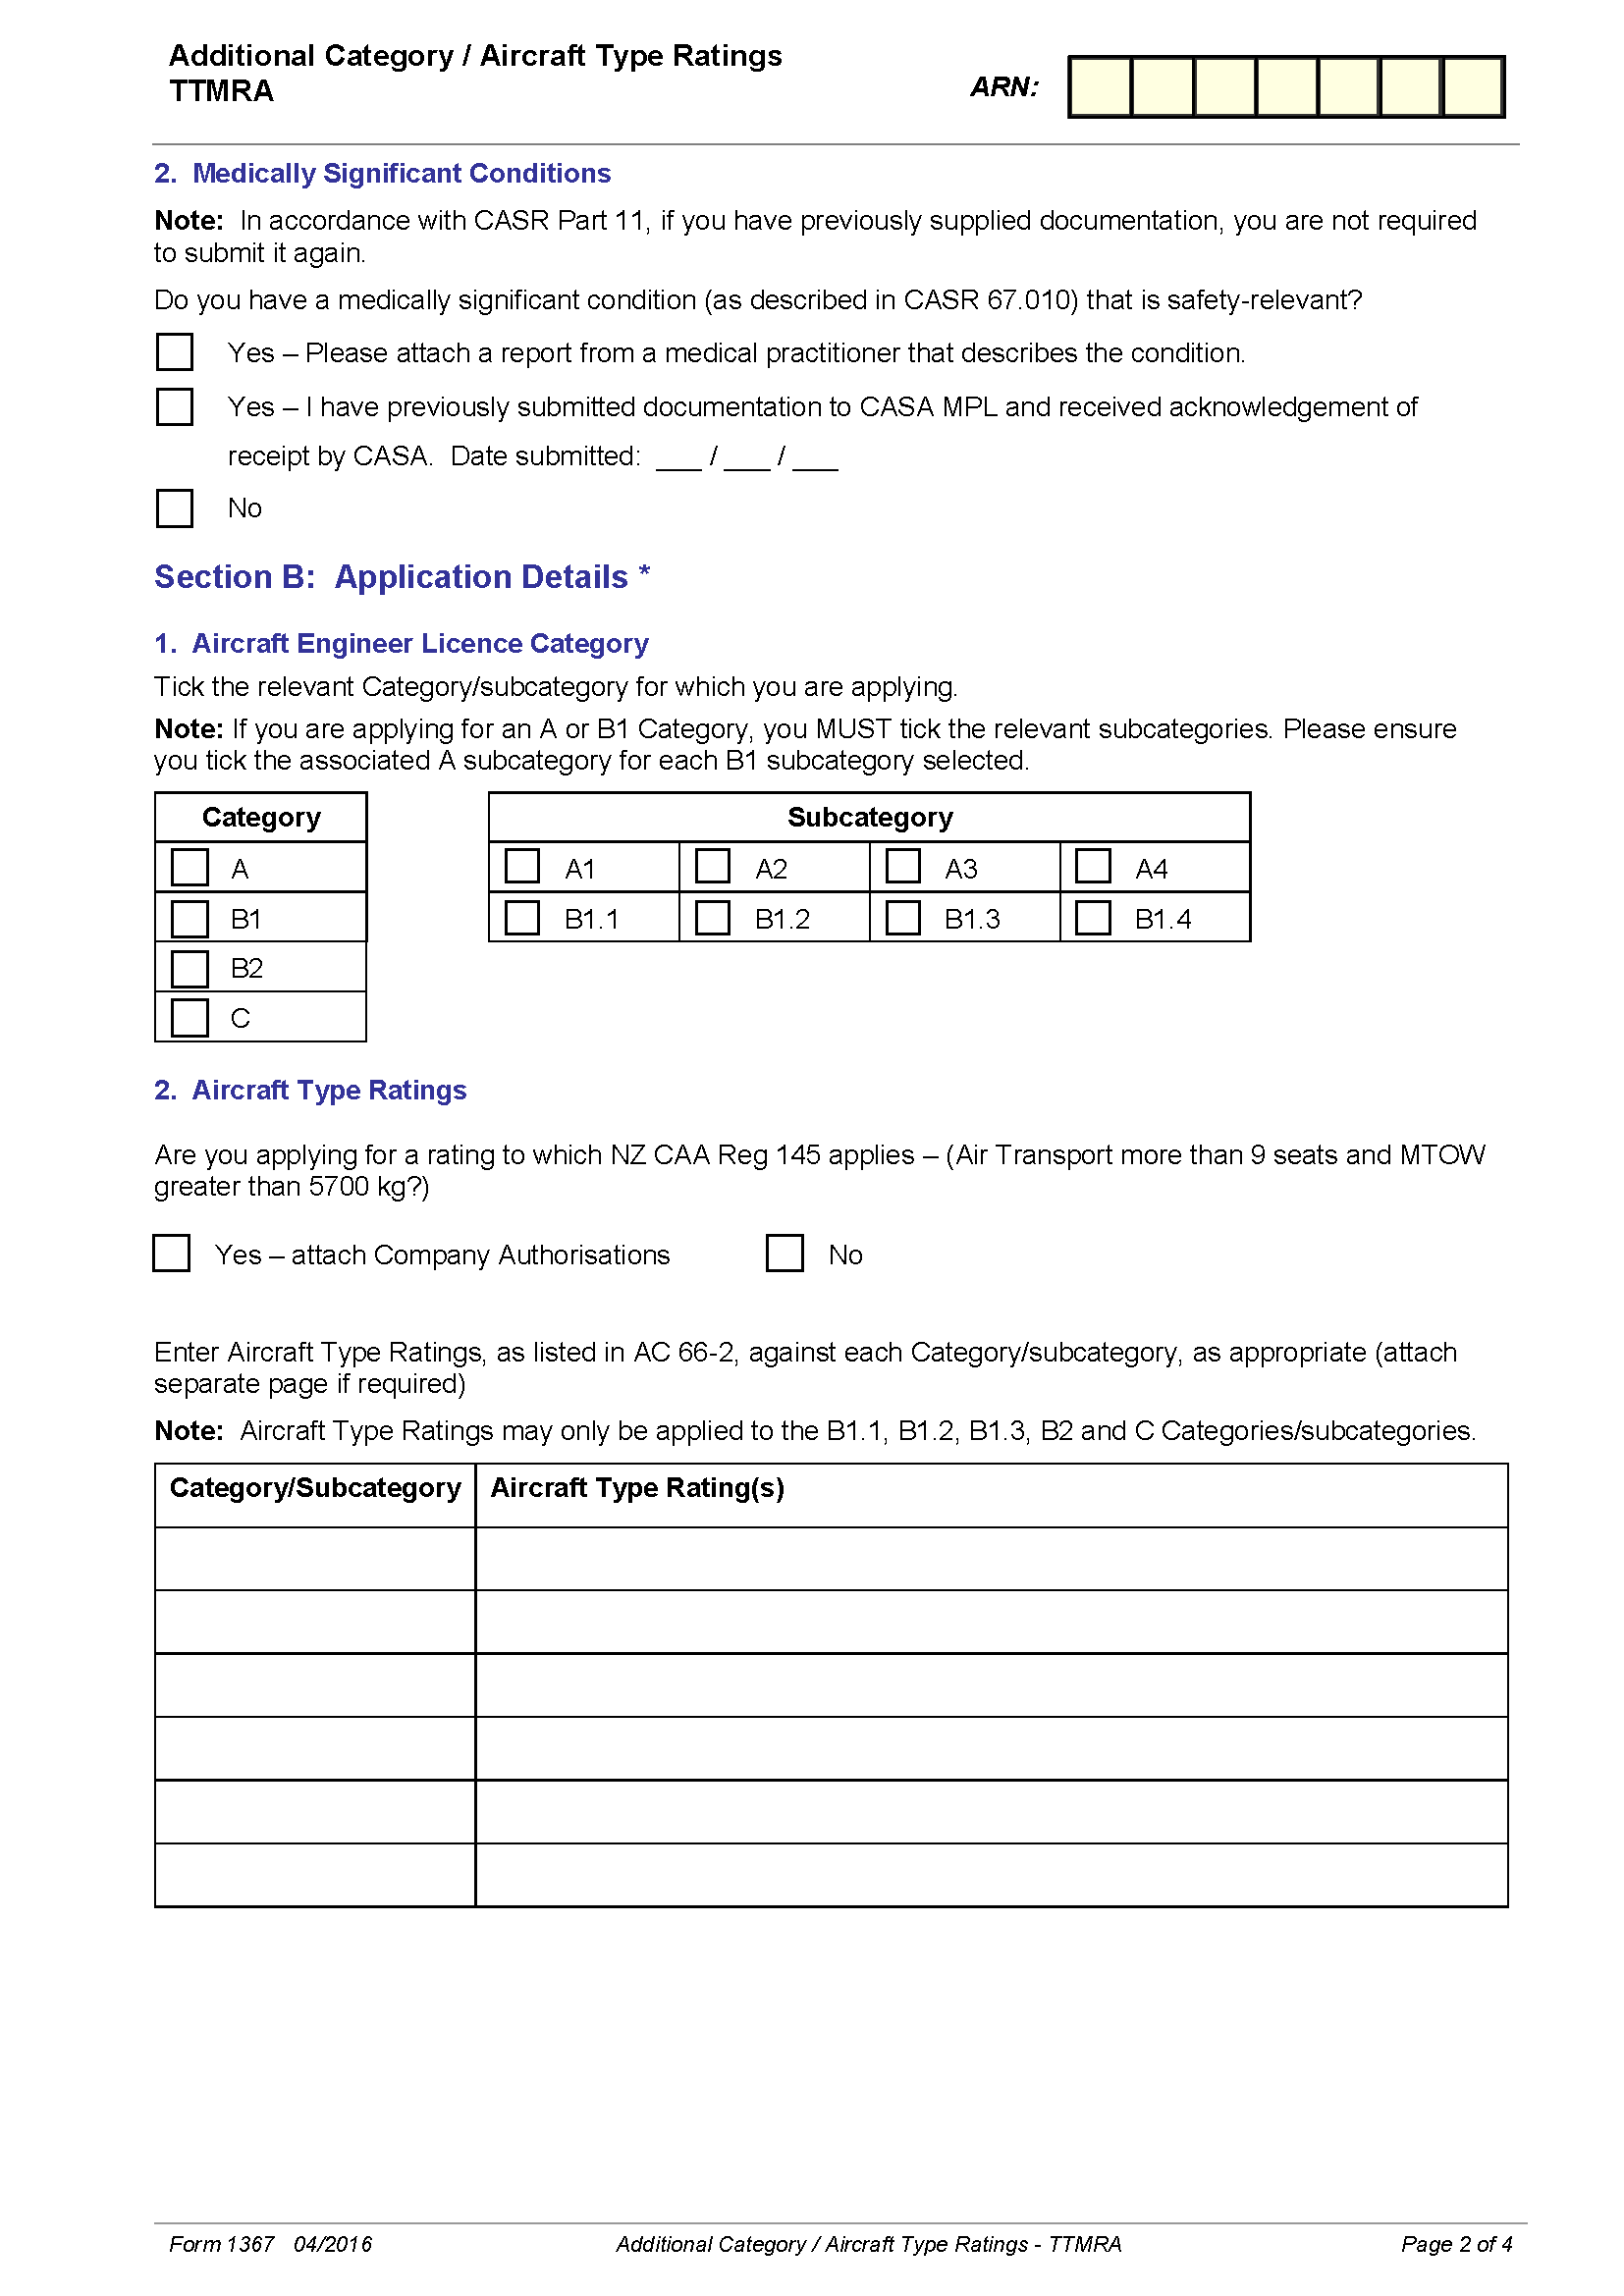 Additional Category / Aircraft Type Ratings
TTMRA
ARN:
2. Medically Significant Conditions
Note: In accordance with CASR Part 11, if you have previously supplied documentation, you are not required
to submit it again.
Do you have a medically significant condition (as described in CASR 67.010) that is safety-relevant?
Yes – Please attach a report from a medical practitioner that describes the condition.
Yes – I have previously submitted documentation to CASA MPL and received acknowledgement of
receipt by CASA. Date submitted: ___ / ___ / ___
No
Section B: Application Details *
1. Aircraft Engineer Licence Category
Tick the relevant Category/subcategory for which you are applying.
Note: If you are applying for an A or B1 Category, you MUST tick the relevant subcategories. Please ensure
you tick the associated A subcategory for each B1 subcategory selected.
Category Subcategory
A A1 A2 A3 A4
B1 B1.1 B1.2 B1.3 B1.4
B2
C
2. Aircraft Type Ratings
Are you applying for a rating to which NZ CAA Reg 145 applies – (Air Transport more than 9 seats and MTOW
greater than 5700 kg?)
Yes – attach Company Authorisations No
Enter Aircraft Type Ratings, as listed in AC 66-2, against each Category/subcategory, as appropriate (attach
separate page if required)
Note: Aircraft Type Ratings may only be applied to the B1.1, B1.2, B1.3, B2 and C Categories/subcategories.
Category/Subcategory Aircraft Type Rating(s)
Form 1367 04/2016 Additional Category / Aircraft Type Ratings - TTMRA Page 2 of 4